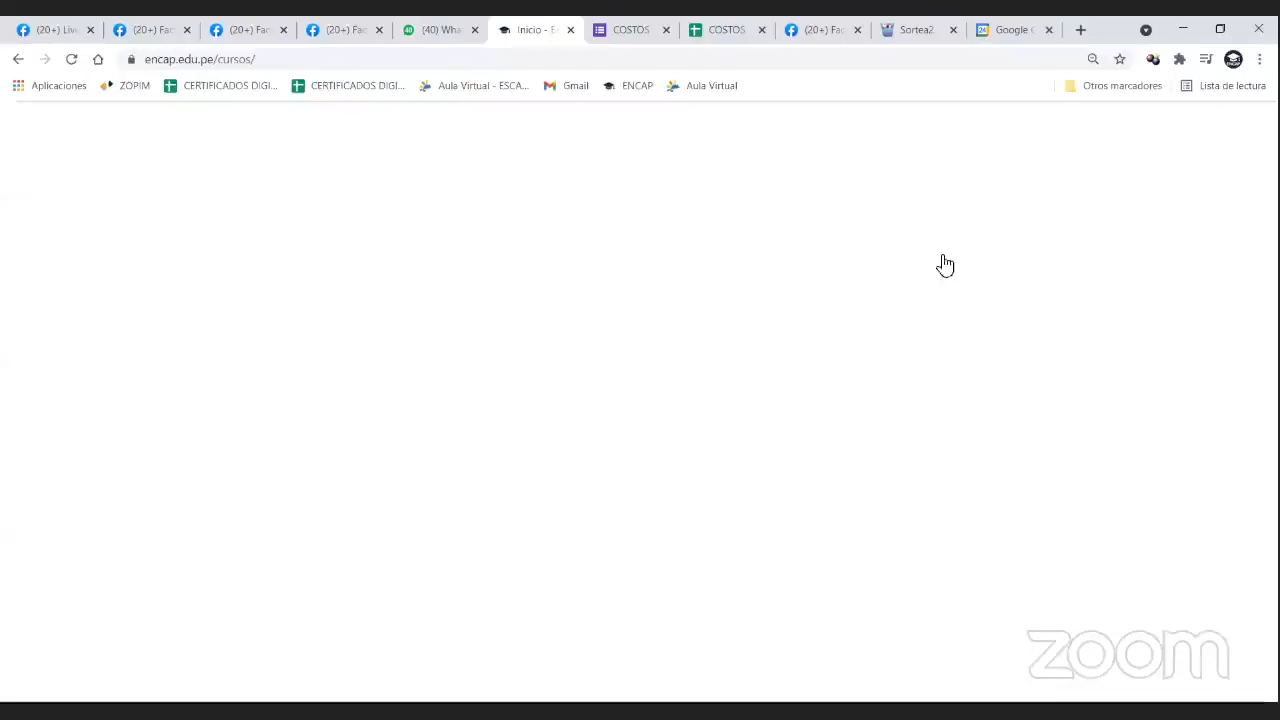 (20+) Liv
(20+) Fac
(20+) Fac
(20+) Fac
(40) Wha
Inicio - E
COSTOS
COSTOS
(20+) Fac
Sortea2
Google C
encap.edu.pe/cursos/
Aplicaciones
ZOPIM
CERTIFICADOS DIGI...
CERTIFICADOS DIGI...
Aula Virtual - ESCA...
Gmail
ENCAP
Aula Virtual
Otros marcadores
Lista de lectura
zoom